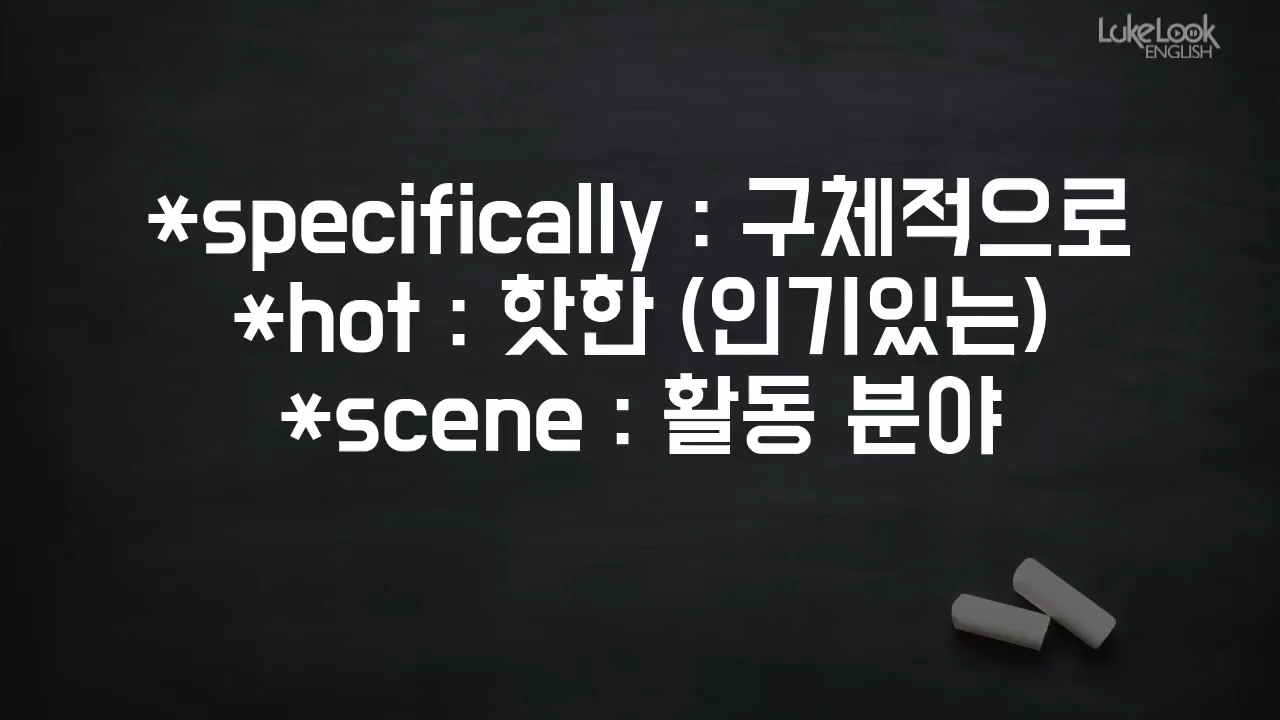 LukeLook
ENGLISH
*specifically : 구체적으로
*hot : 핫한 (인기있는)
*scene : 활동 분야